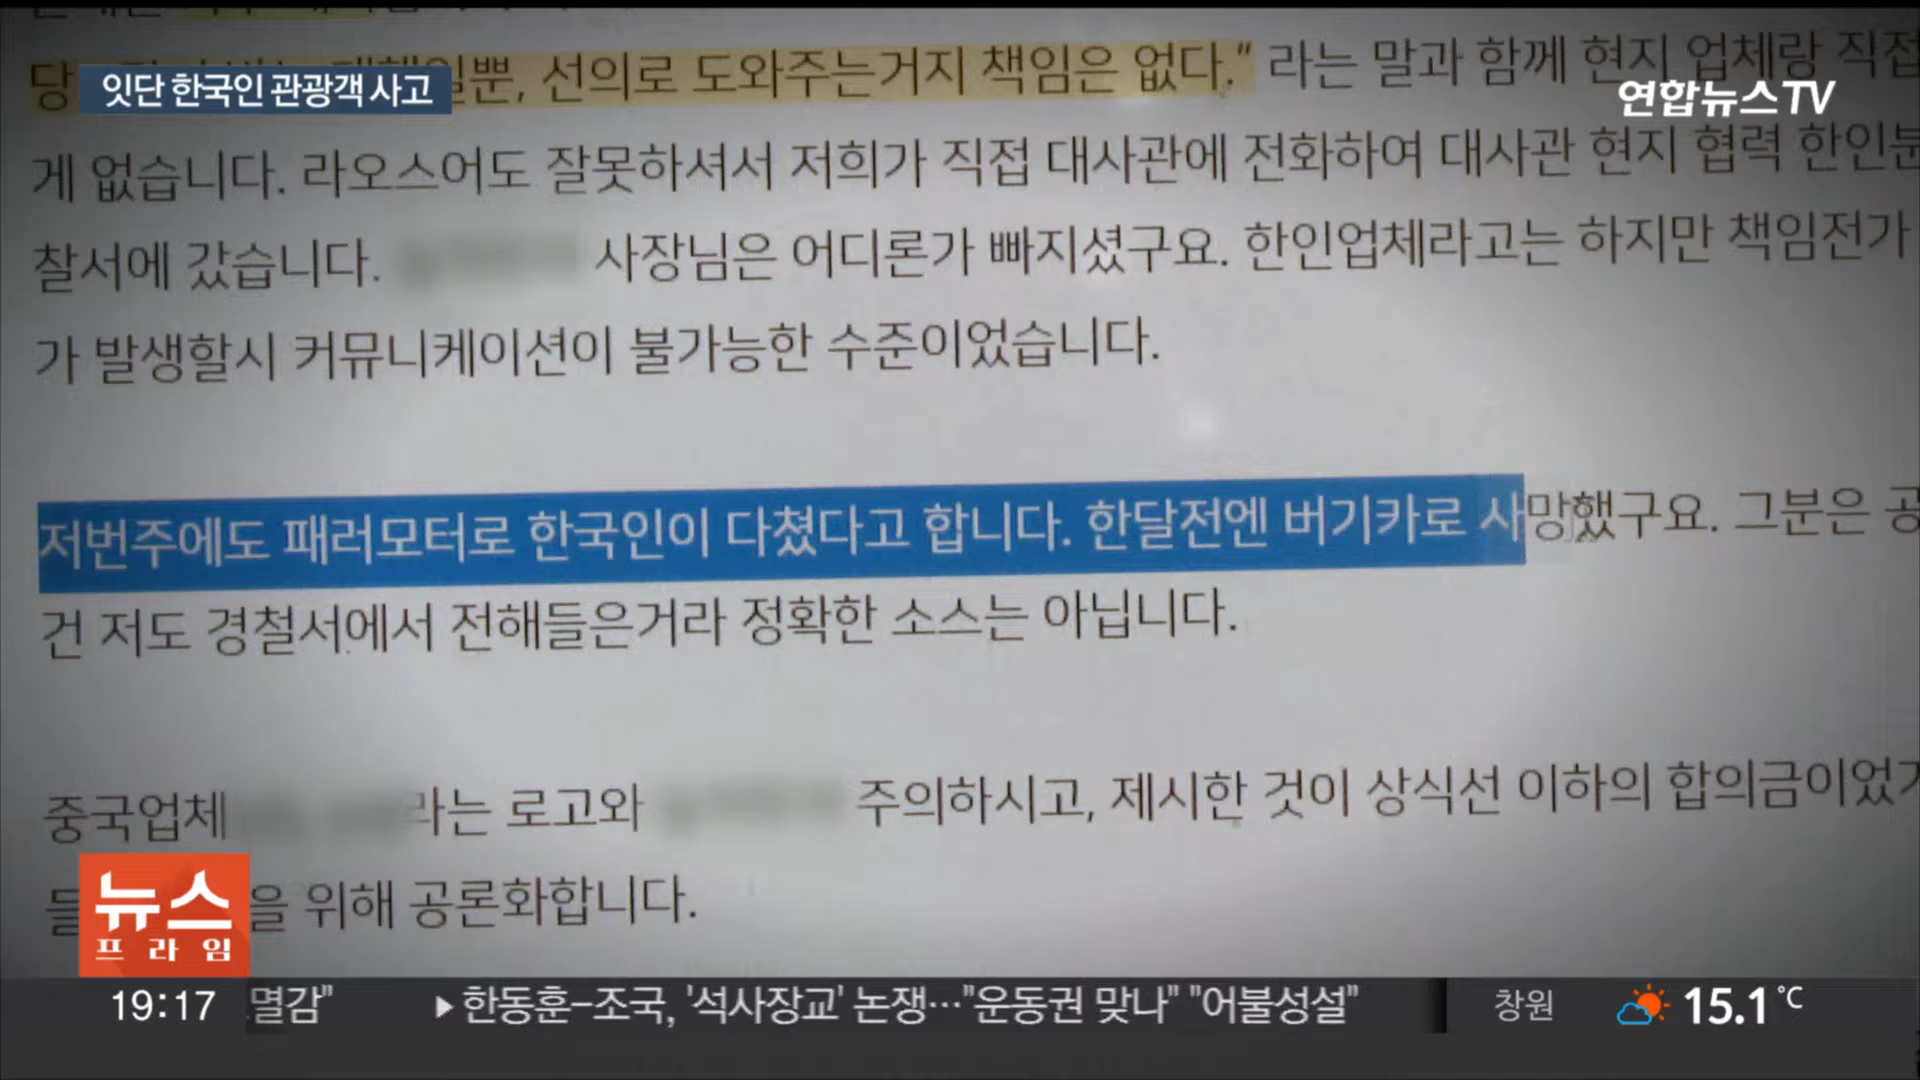 잇단 한국인 관광객 사고
연합뉴스TV
당 뿐, 선의로 도와주는거지 책임은 없다." 라는 말과 함께 현지 업체랑 직접
게 없습니다. 라오스어도 잘못하셔서 저희가 직접 대사관에 전화하여 대사관 현지 협력 한인분
찰서에 갔습니다. 사장님은 어디론가 빠지셨구요. 한인업체라고는 하지만 책임전가
가 발생할시 커뮤니케이션이 불가능한 수준이었습니다.
저번주에도 패러모터로 한국인이 다쳤다고 합니다. 한달전엔 버기카로 사망했구요. 그분은 공
건 저도 경철서에서 전해들은거라 정확한 소스는 아닙니다.
중국업체 라는 로고와 주의하시고, 제시한 것이 상식선 이하의 합의금이었
들 을 위해 공론화합니다.
뉴스
프라임
19:17 멸감" ▶한동훈-조국, '석사장교' 논쟁…"운동권 맞나" "어불성설" 창원 15.1℃